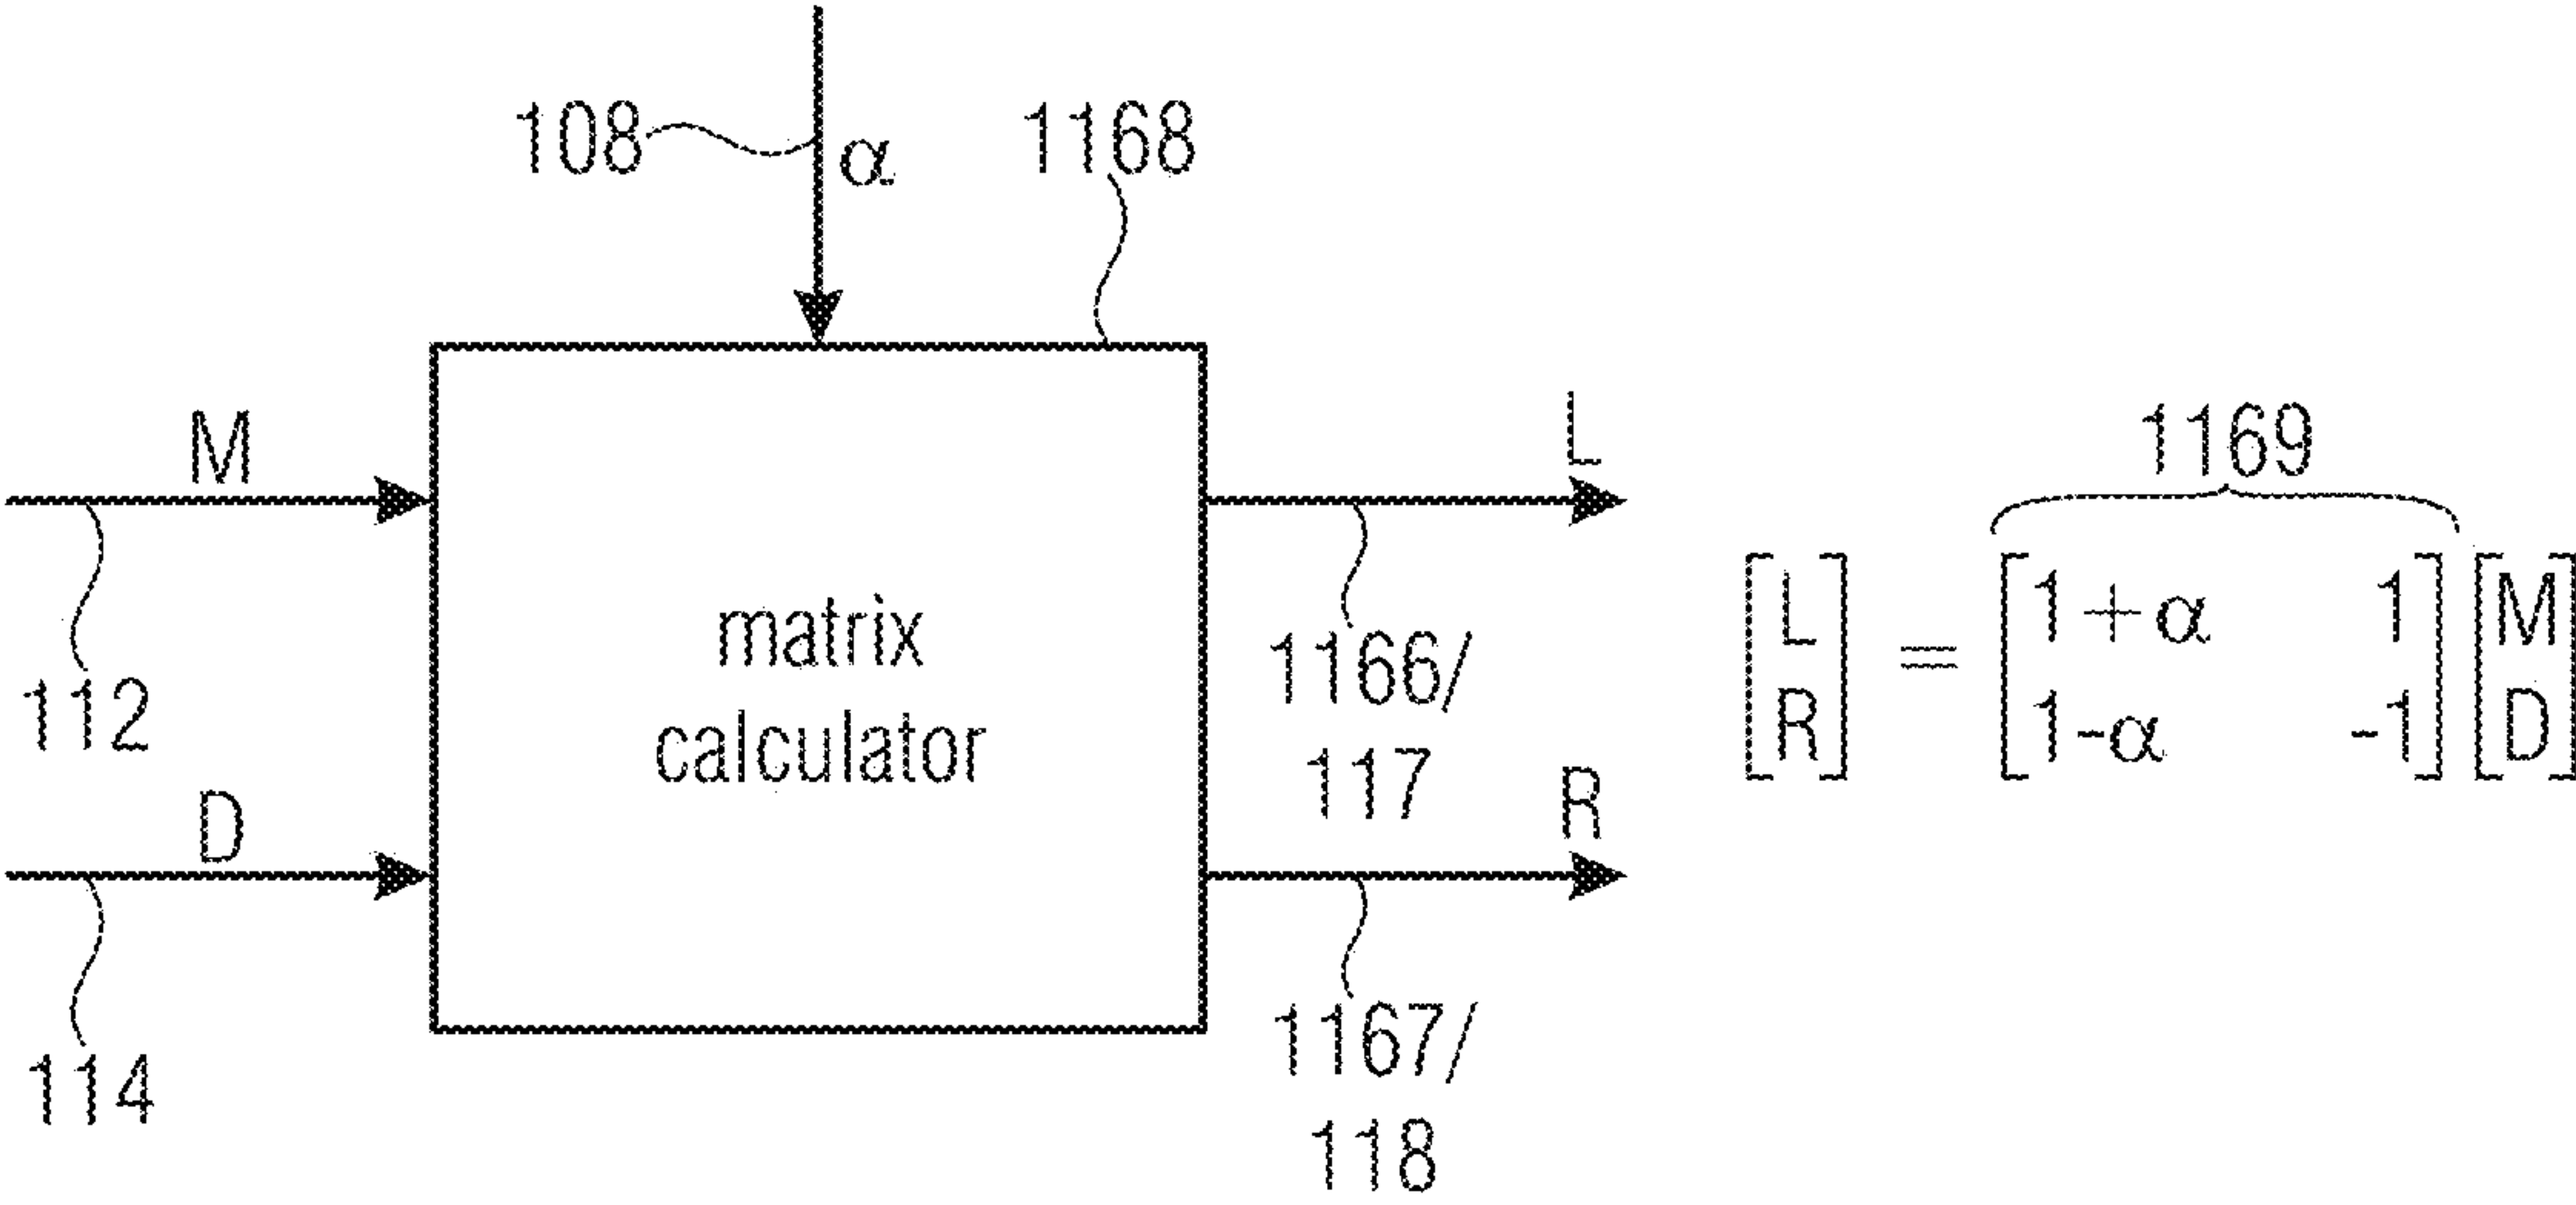 108
α
1168
M
L
1169
112
matrix
calculator
1166/
117
[L R] = [1+α 1 1-α -1] [M D]
D
R
114
1167/
118